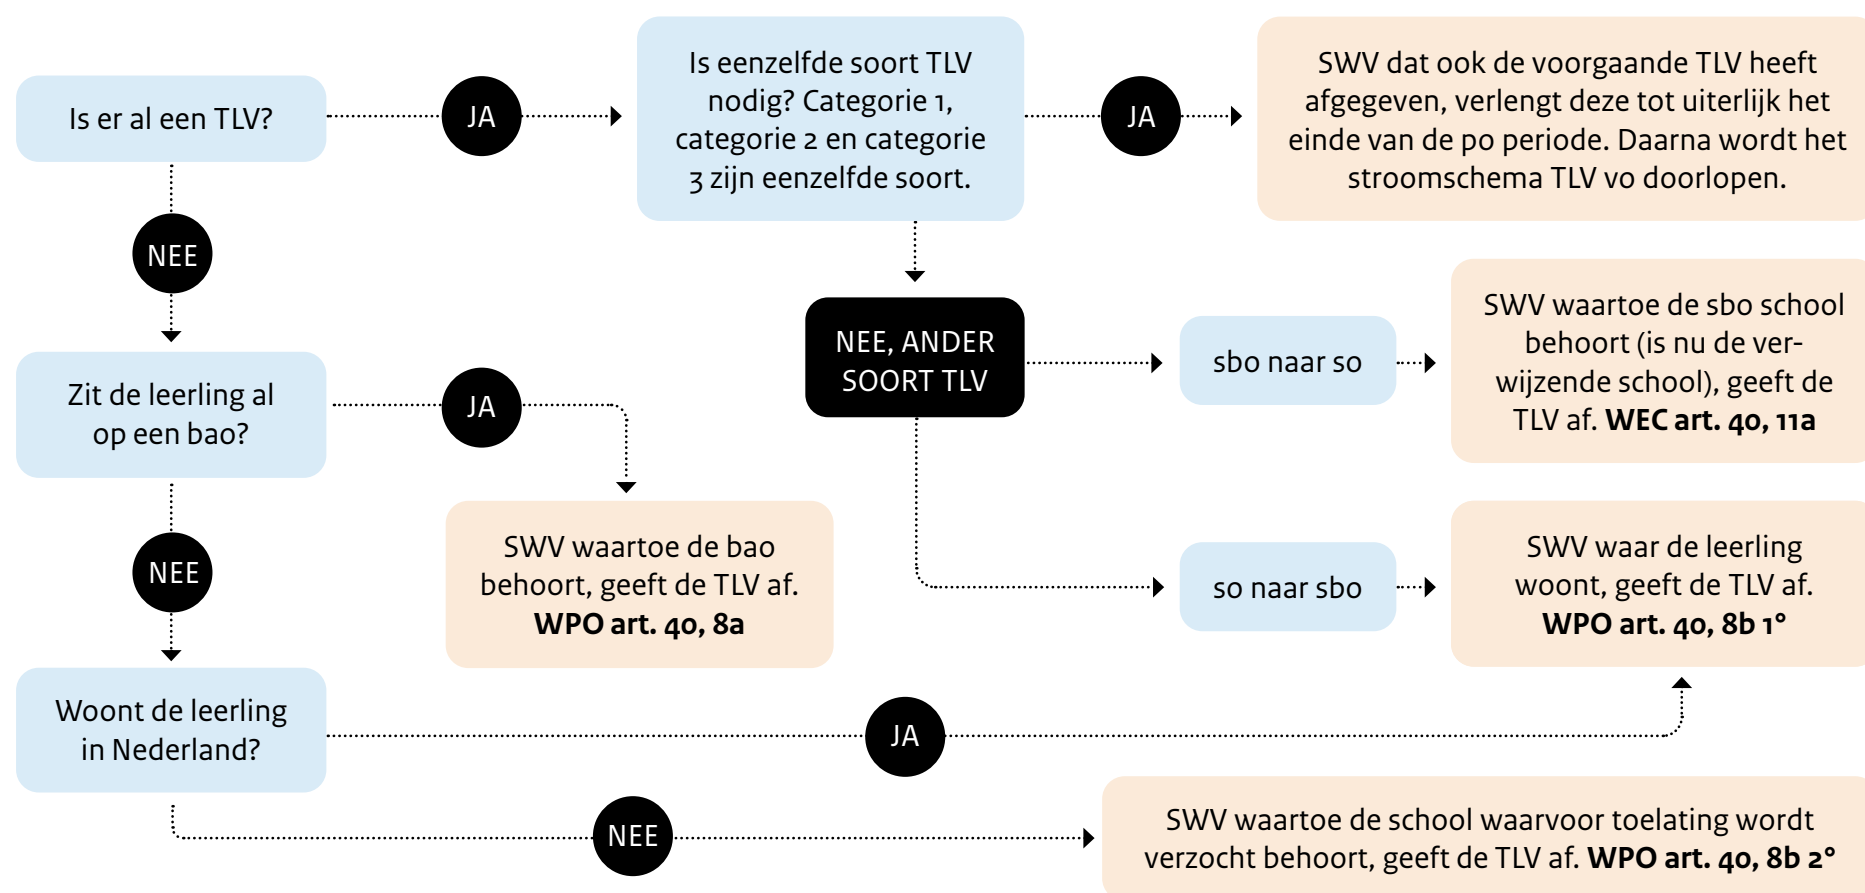 Is er al een TLV?
JA
Is eenzelfde soort TLV
nodig? Categorie 1,
categorie 2 en categorie
3 zijn eenzelfde soort.
JA
SWV dat ook de voorgaande TLV heeft
afgegeven, verlengt deze tot uiterlijk het
einde van de po periode. Daarna wordt het
stroomschema TLV vo doorlopen.
NEE
NEE, ANDER
SOORT TLV
sbo naar so
SWV waartoe de sbo school
behoort (is nu de ver-
wijzende school), geeft de
TLV af. WEC art. 40, 11a
Zit de leerling al
op een bao?
JA
SWV waartoe de bao
behoort, geeft de TLV af.
WPO art. 40, 8a
so naar sbo
SWV waar de leerling
woont, geeft de TLV af.
WPO art. 40, 8b 1°
NEE
Woont de leerling
in Nederland?
JA
NEE
SWV waartoe de school waarvoor toelating wordt
verzocht behoort, geeft de TLV af. WPO art. 40, 8b 2°